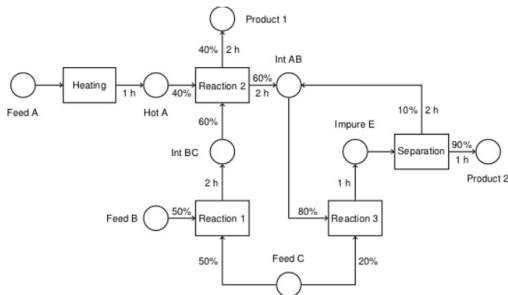 Product 1
40%
2 h
Int AB
Heating
Reaction 2
60%
2 h
1 h
40%
Feed A
Hot A
10%
2 h
60%
Impure E
Int BC
Separation
90%
1 h
Product 2
2 h
1 h
Feed B
50%
Reaction 1
80%
Reaction 3
50%
Feed C
20%